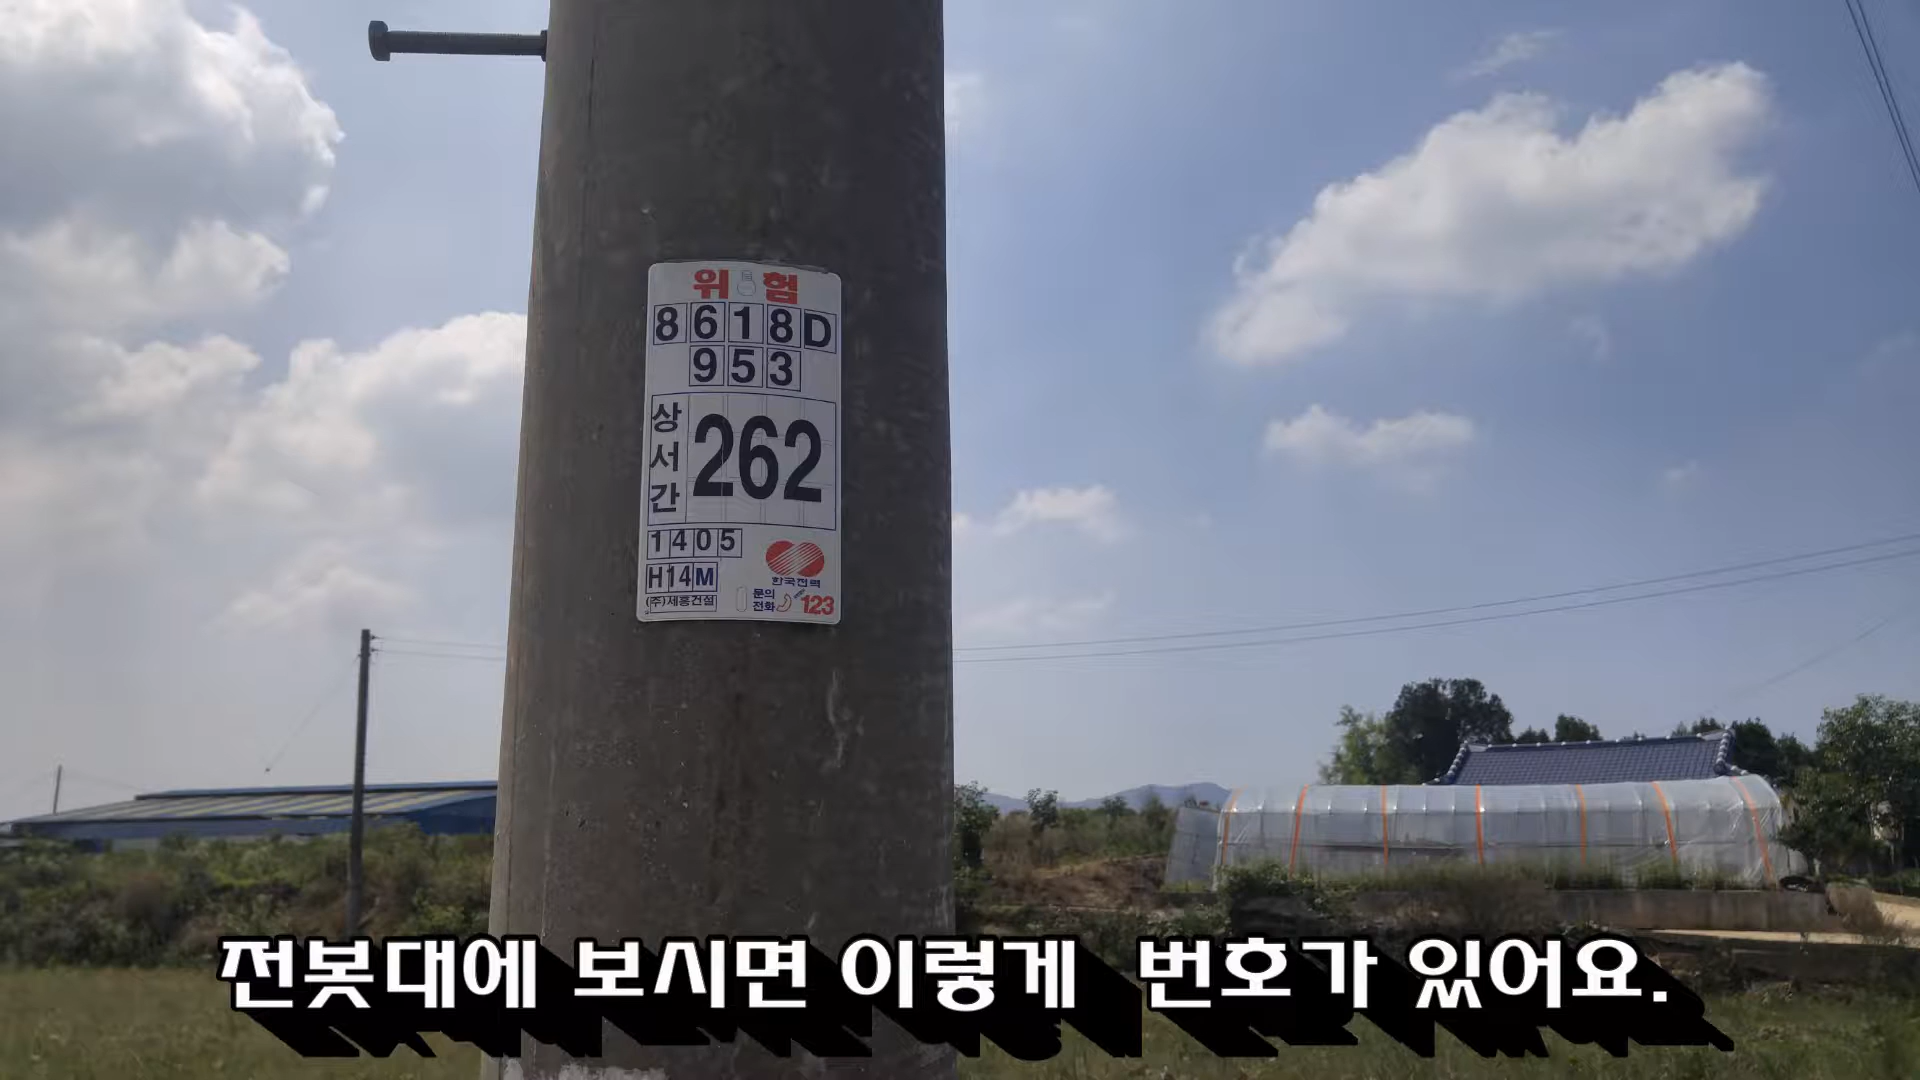 위험
8618D
953
상서간 262
1405
H14M
한국전력
(주)제홍건설
문의전화 123
전봇대에 보시면 이렇게 번호가 있어요.